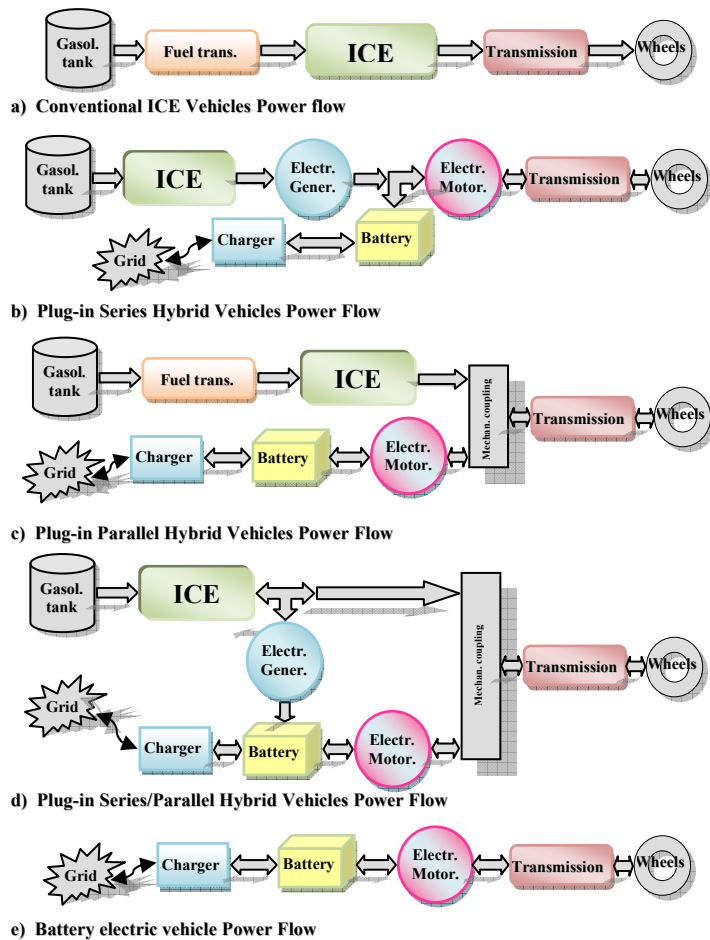 Gasol.
tank
Fuel trans.
ICE
Transmission
Wheels
a) Conventional ICE Vehicles Power flow
Gasol.
tank
ICE
Electr.
Gener.
Electr.
Motor.
Transmission
Wheels
Grid
Charger
Battery
b) Plug-in Series Hybrid Vehicles Power Flow
Gasol.
tank
Fuel trans.
ICE
Mechan. coupling
Transmission
Wheels
Grid
Charger
Battery
Electr.
Motor.
c) Plug-in Parallel Hybrid Vehicles Power Flow
Gasol.
tank
ICE
Electr.
Gener.
Mechan. coupling
Transmission
Wheels
Grid
Charger
Battery
Electr.
Motor.
d) Plug-in Series/Parallel Hybrid Vehicles Power Flow
Grid
Charger
Battery
Electr.
Motor.
Transmission
Wheels
e) Battery electric vehicle Power Flow